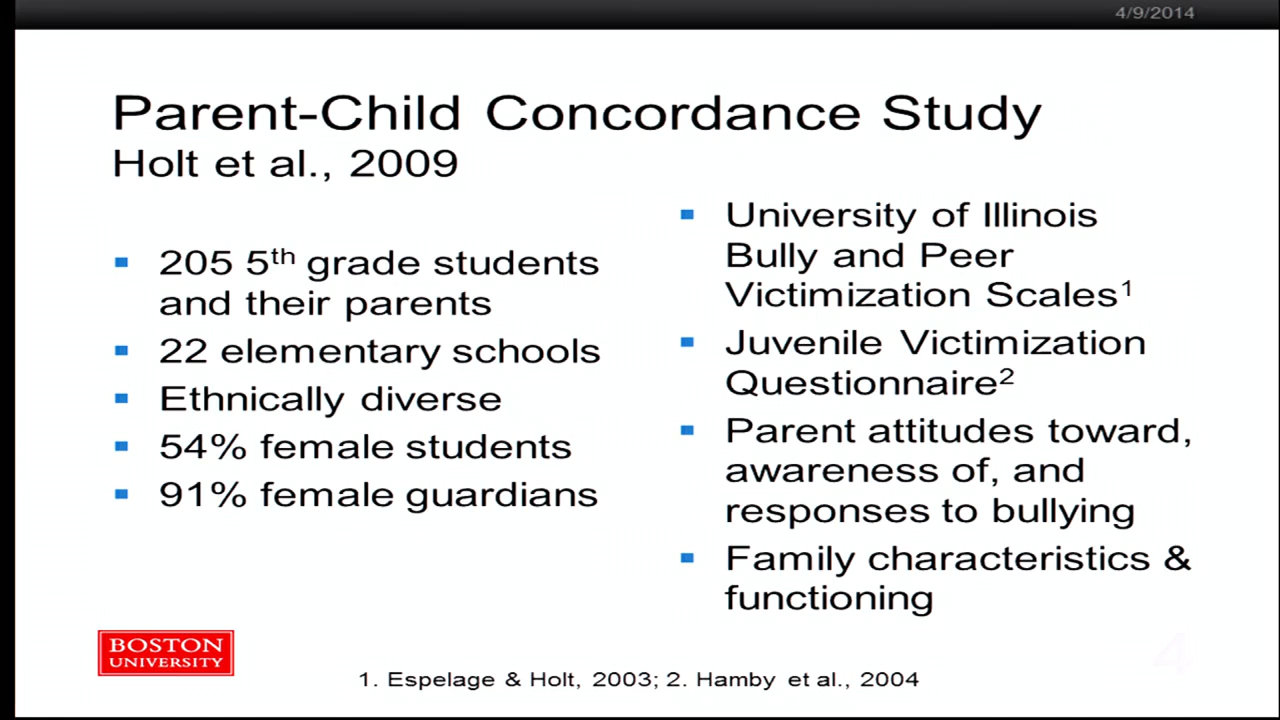 4/9/2014
Parent-Child Concordance Study
Holt et al., 2009
205 5th grade students
and their parents
22 elementary schools
Ethnically diverse
54% female students
91% female guardians
University of Illinois
Bully and Peer
Victimization Scales1
Juvenile Victimization
Questionnaire2
Parent attitudes toward,
awareness of, and
responses to bullying
Family characteristics &
functioning
BOSTON
UNIVERSITY
1. Espelage & Holt, 2003; 2. Hamby et al., 2004
4